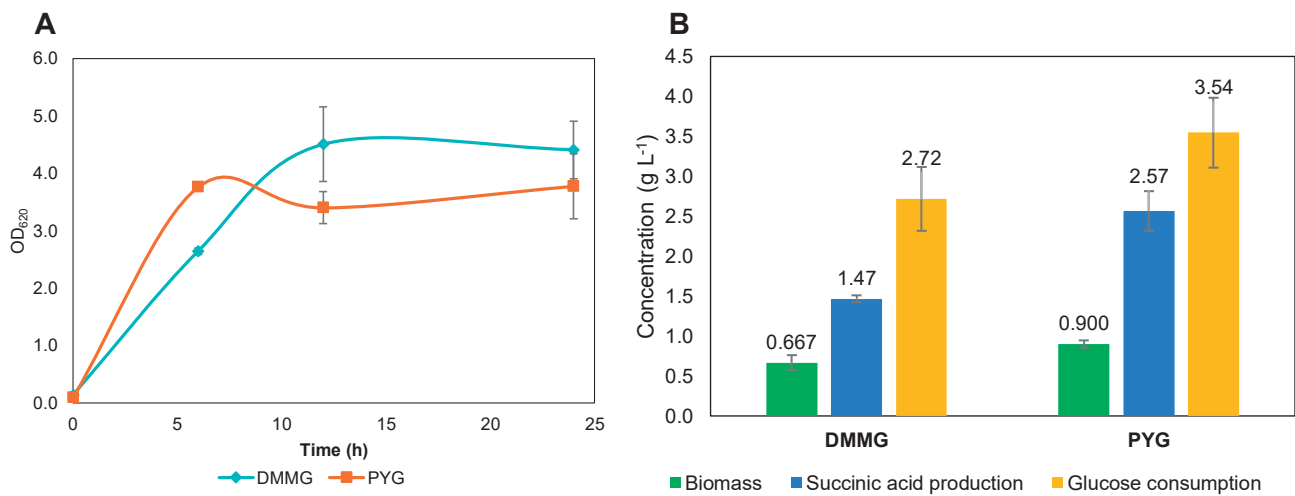 A
6.0
5.0
4.0
3.0
2.0
1.0
0.0
OD₆₂₀
0 5 10 15 20 25
Time (h)
DMMG PYG
B
4.5
4.0
3.5
3.0
2.5
2.0
1.5
1.0
0.5
0.0
Concentration (g L⁻¹)
0.667
1.47
2.72
0.900
2.57
3.54
DMMG PYG
Biomass Succinic acid production Glucose consumption